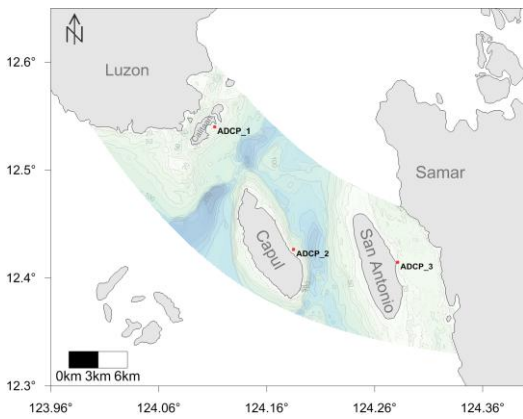 N
12.6°
Luzon
ADCP_1
12.5°
Samar
Capul
San Antonio
ADCP_2
ADCP_3
12.4°
0km 3km 6km
12.3°
123.96° 124.06° 124.16° 124.26° 124.36°